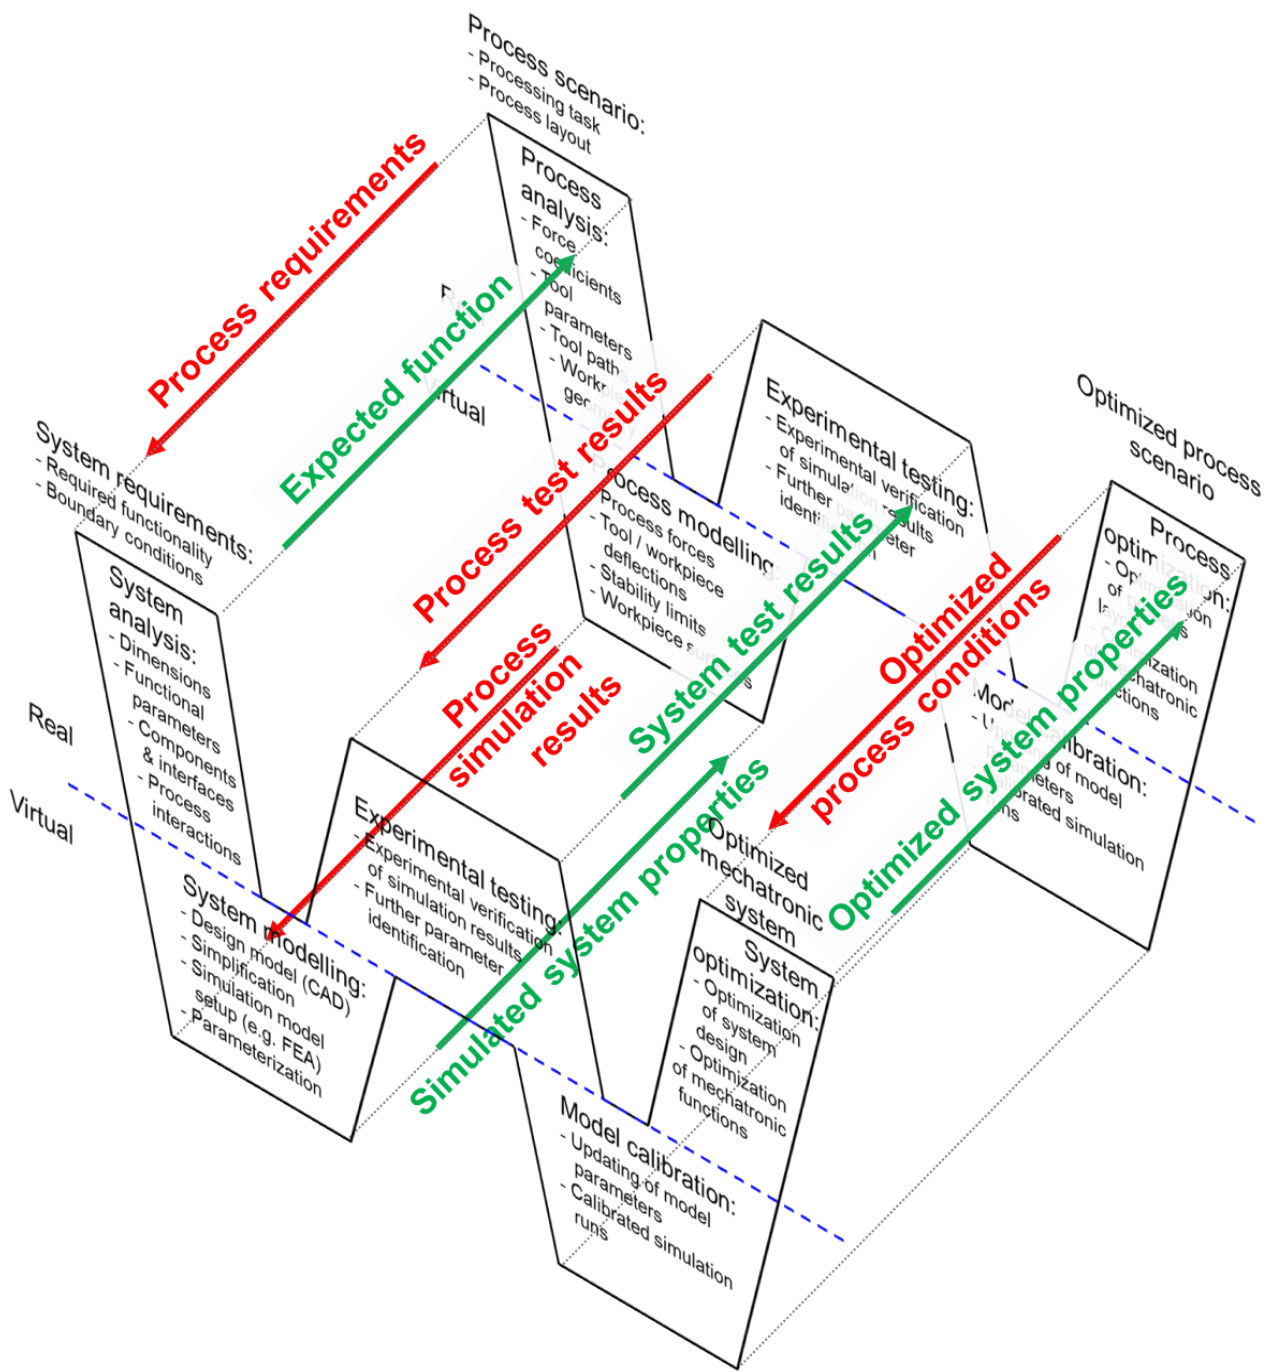 Process scenario:
- Processing task
- Process layout
Process
analysis:
- Force
coefficients
- Tool
parameters
- Tool paths
Process requirements
Expected function
System requirements:
- Required functionality
- Boundary conditions
System
analysis:
- Dimensions
- Functional
parameters
- Components
& interfaces
- Process
interactions
Real
Virtual
Process modelling:
- Process forces
- Tool / workpiece
deflections
- Stability limits
- Workpiece
Experimental testing:
- Experimental verification
of simulation results
- Further parameter
Process test results
System test results
Process
simulation
results
Optimized process
scenario
Process
optimization:
Optimized
process conditions
Optimized system properties
Model calibration:
of model
calibrated simulation
Simulated system properties
Experimental testing:
- Experimental verification
of simulation results
- Further parameter
identification
System modelling:
- Design model (CAD)
- Simplification
- Simulation model
setup (e.g. FEA)
- Parameterization
Optimized
mechatronic
system
System
optimization:
- Optimization
of system
design
- Optimization
of mechatronic
functions
Model calibration:
- Updating of model
parameters
- Calibrated simulation
runs